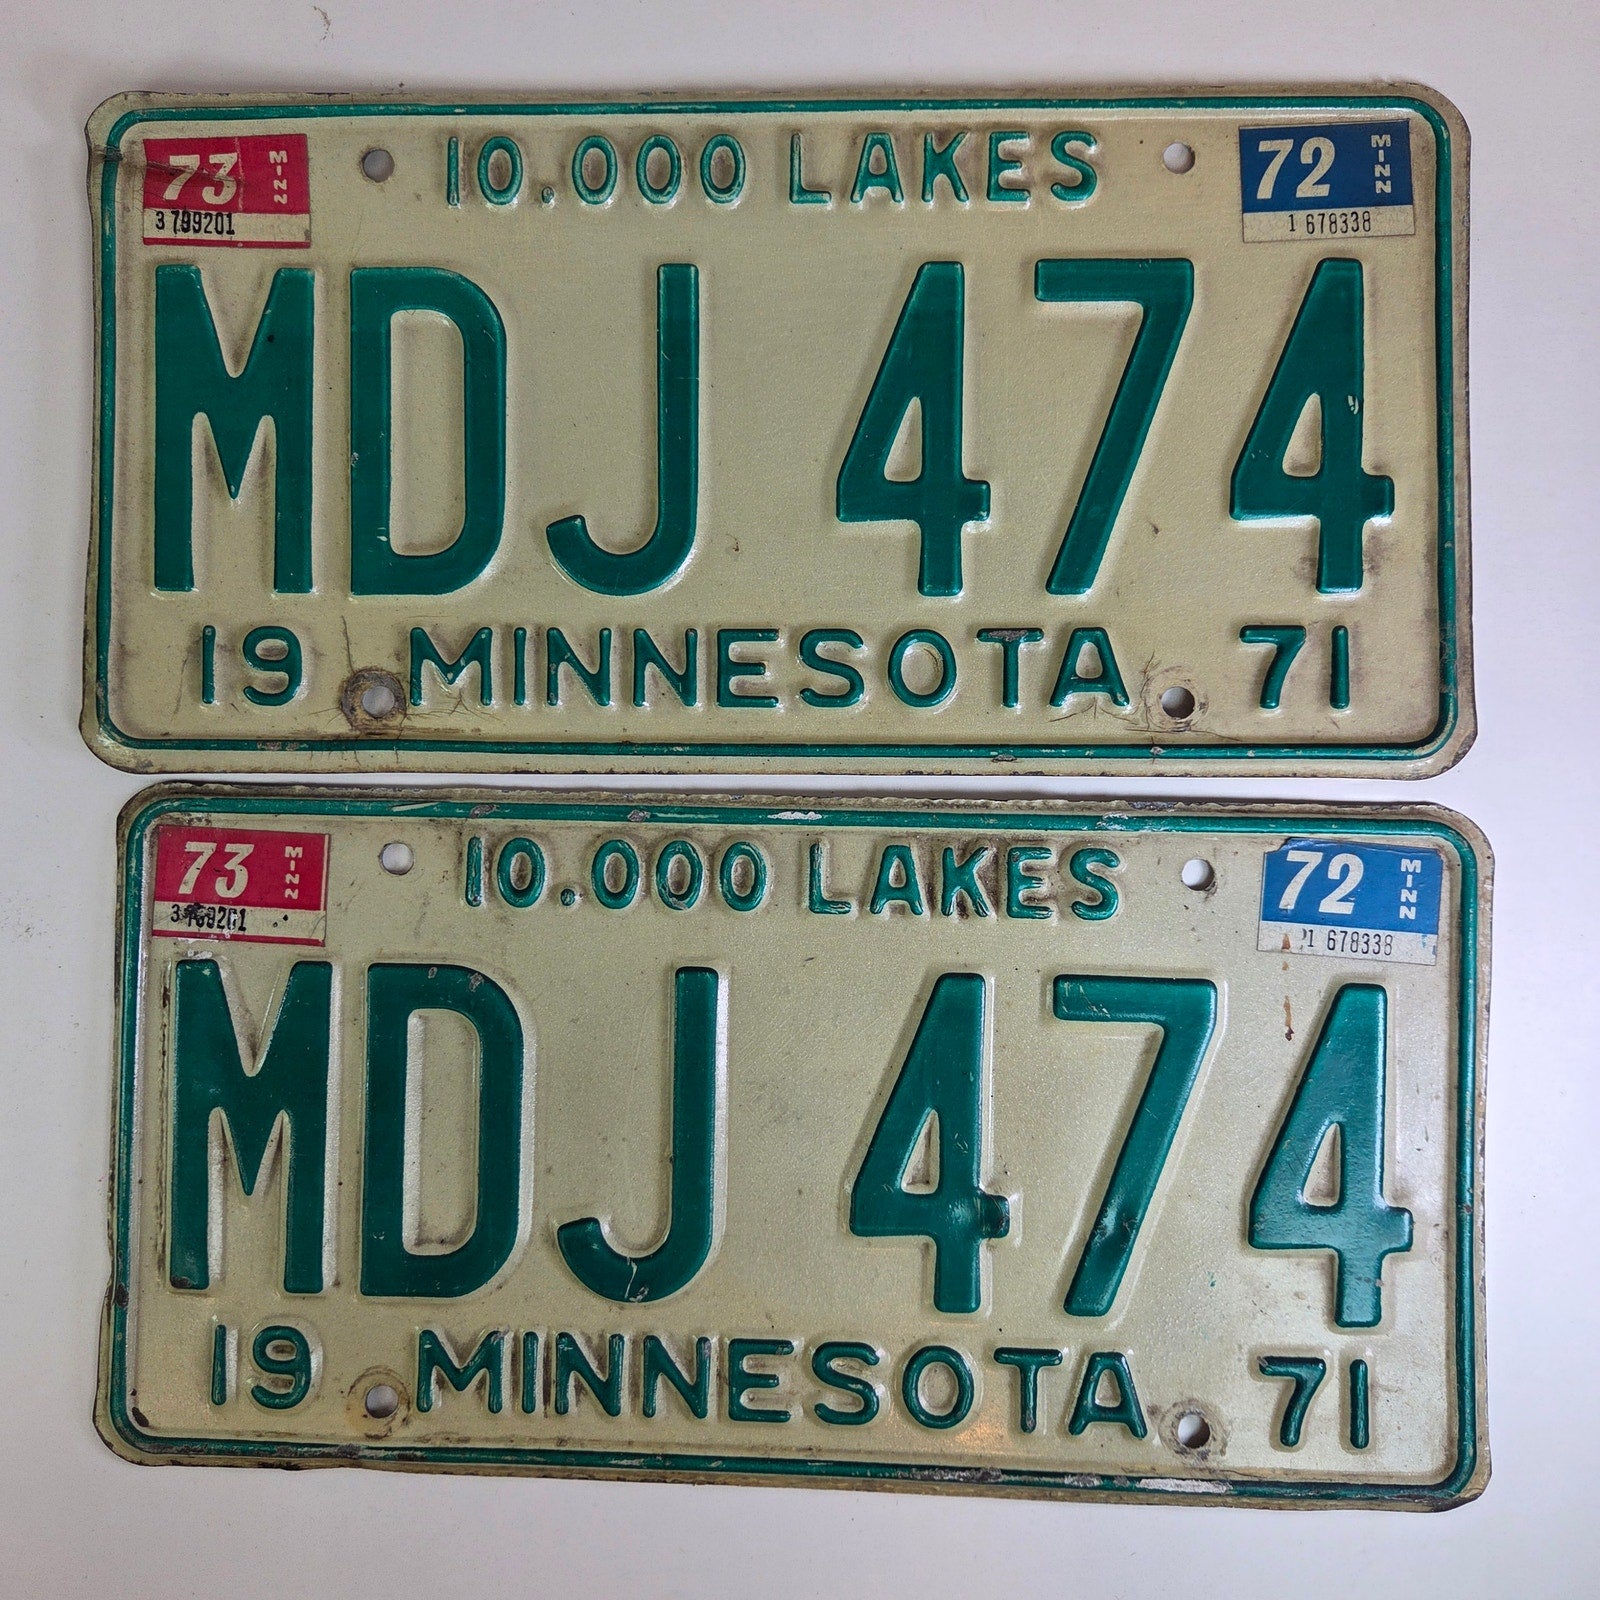 73 MINN
3 799201
10.000 LAKES
72 MINN
1 678338
MDJ 474
19 MINNESOTA 71
73 MINN
10.000 LAKES
72 MINN
1 678338
MDJ 474
19 MINNESOTA 71